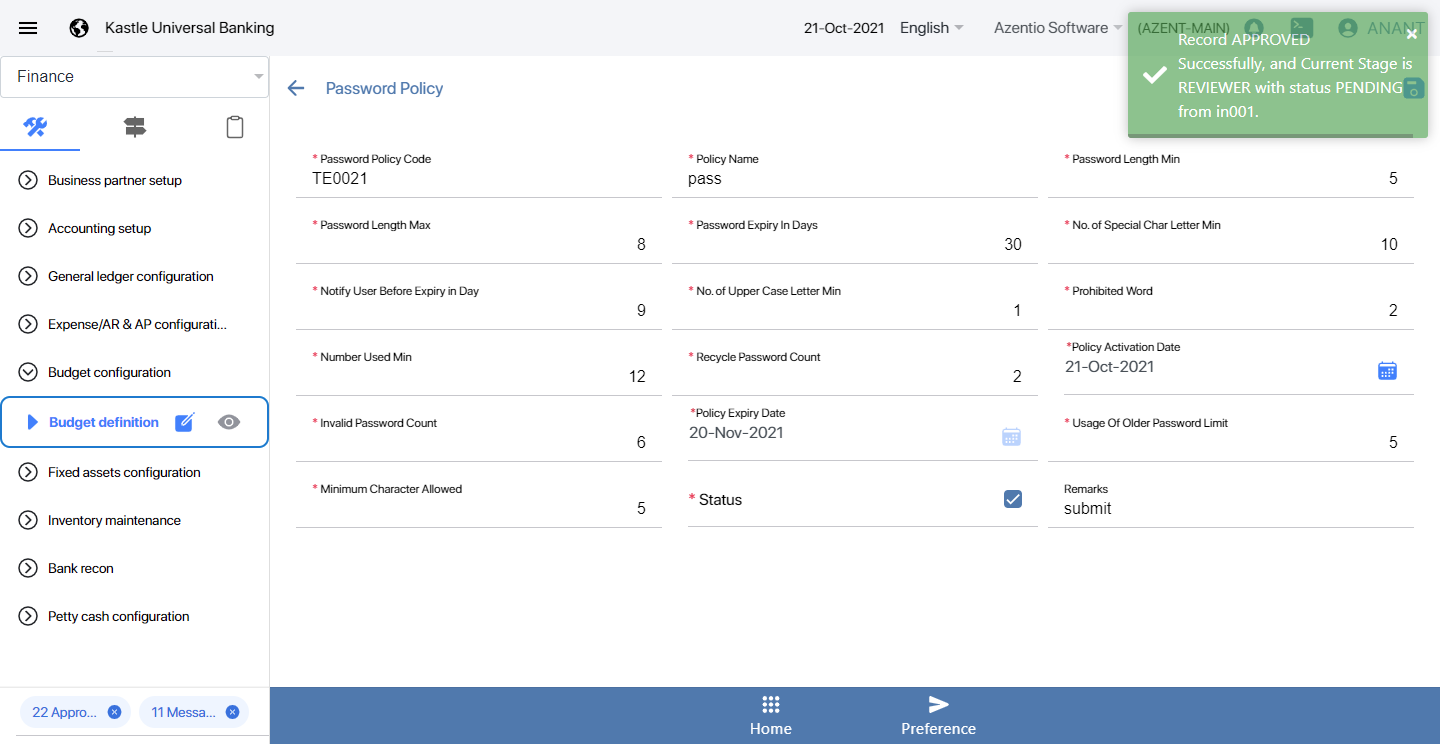 Kastle Universal Banking
21-Oct-2021
English
Azentio Software
(AZENT-MAIN)
ANANT
Record APPROVED
Successfully, and Current Stage is
REVIEWER with status PENDING
from in001.
Finance
Password Policy
Business partner setup
Accounting setup
General ledger configuration
Expense/AR & AP configurati...
Budget configuration
Budget definition
Fixed assets configuration
Inventory maintenance
Bank recon
Petty cash configuration
22 Appro...
11 Messa...
* Password Policy Code
TE0021
* Policy Name
pass
* Password Length Min
5
* Password Length Max
8
* Password Expiry In Days
30
* No. of Special Char Letter Min
10
* Notify User Before Expiry in Day
9
* No. of Upper Case Letter Min
1
* Prohibited Word
2
* Number Used Min
12
* Recycle Password Count
2
*Policy Activation Date
21-Oct-2021
* Invalid Password Count
6
*Policy Expiry Date
20-Nov-2021
* Usage Of Older Password Limit
5
* Minimum Character Allowed
5
* Status
Remarks
submit
Home
Preference